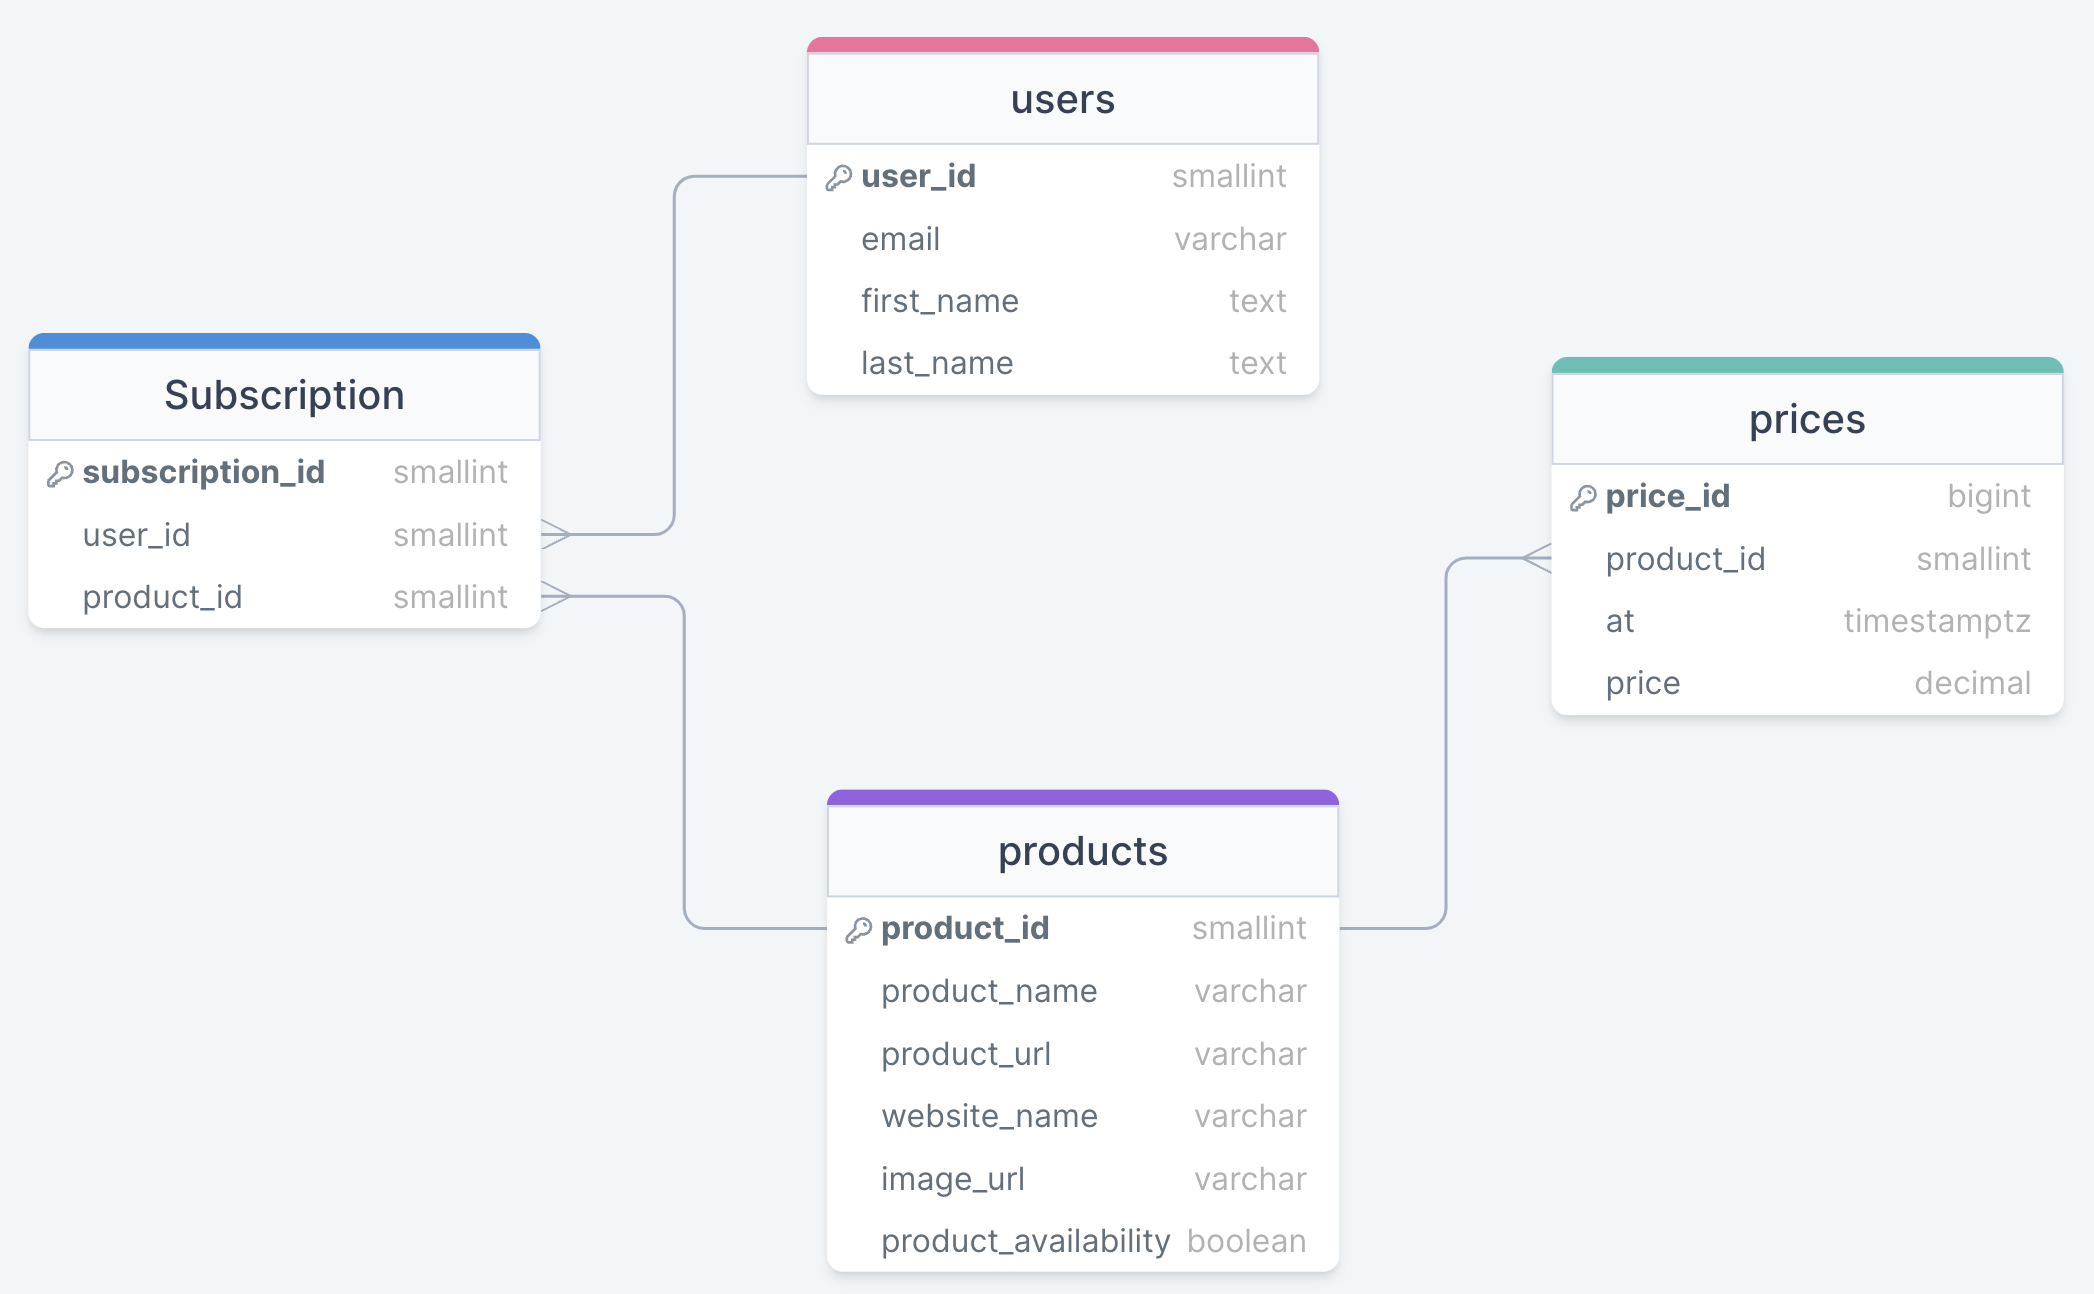 users
user_id smallint
email varchar
first_name text
last_name text
Subscription
subscription_id smallint
user_id smallint
product_id smallint
prices
price_id bigint
product_id smallint
at timestamptz
price decimal
products
product_id smallint
product_name varchar
product_url varchar
website_name varchar
image_url varchar
product_availability boolean